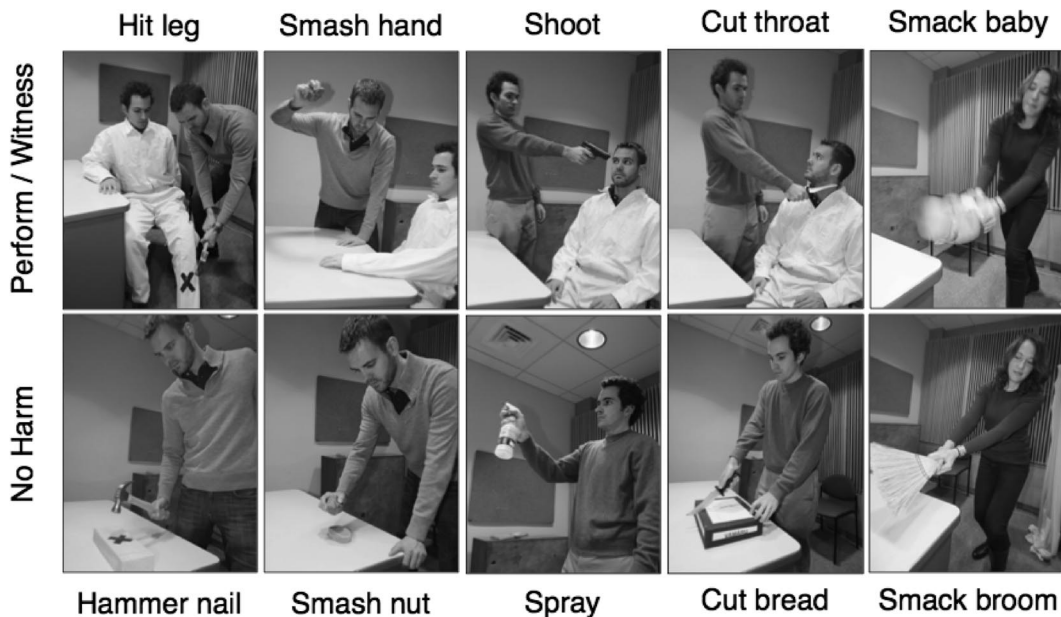 Hit leg
Smash hand
Shoot
Cut throat
Smack baby
Perform / Witness
No Harm
Hammer nail
Smash nut
Spray
Cut bread
Smack broom